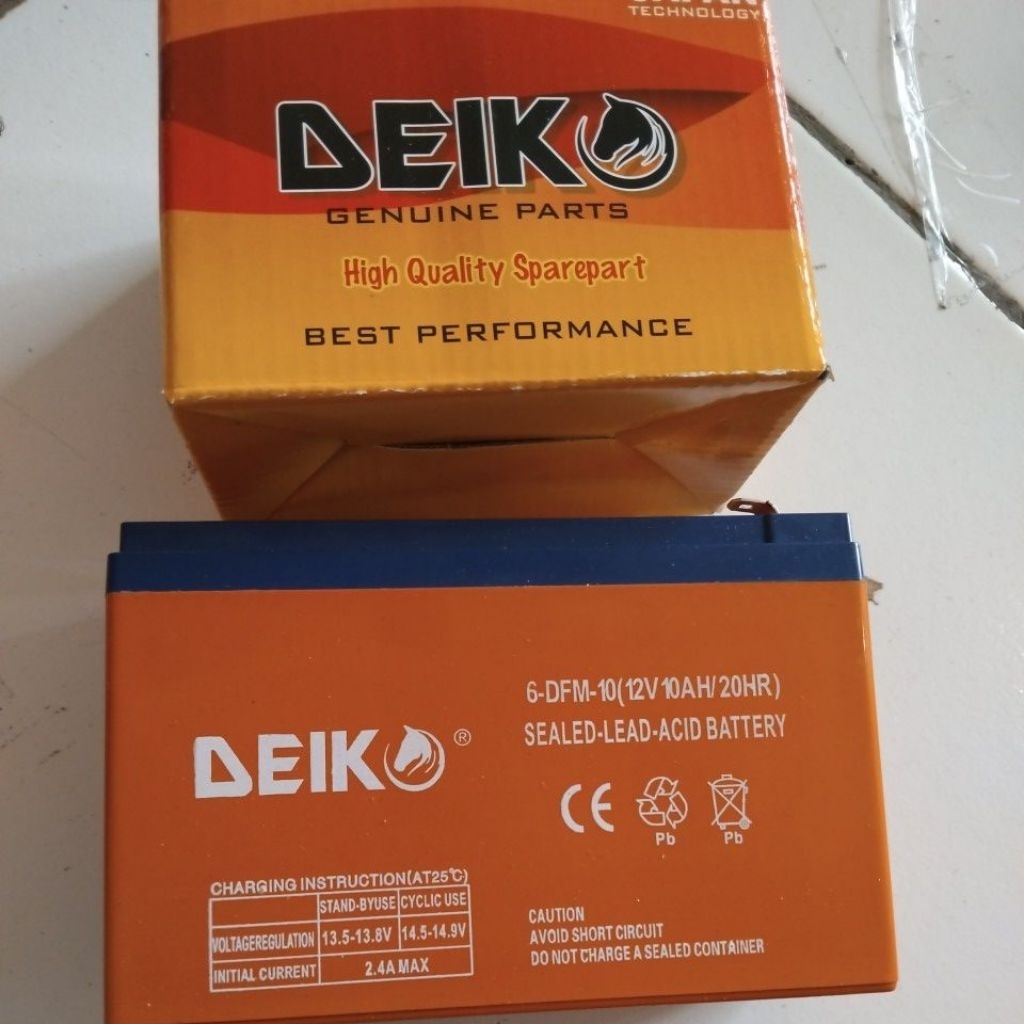 TECHNOLOGY
DEIKO
GENUINE PARTS
High Quality Sparepart
BEST PERFORMANCE
6-DFM-10(12V10AH/20HR)
SEALED-LEAD-ACID BATTERY
DEIKO®
CE
Pb Pb
CHARGING INSTRUCTION(AT25℃)
STAND-BYUSE CYCLIC USE
VOLTAGEREGULATION 13.5-13.8V 14.5-14.9V
INITIAL CURRENT 2.4A MAX
CAUTION
AVOID SHORT CIRCUIT
DO NOT CHARGE A SEALED CONTAINER